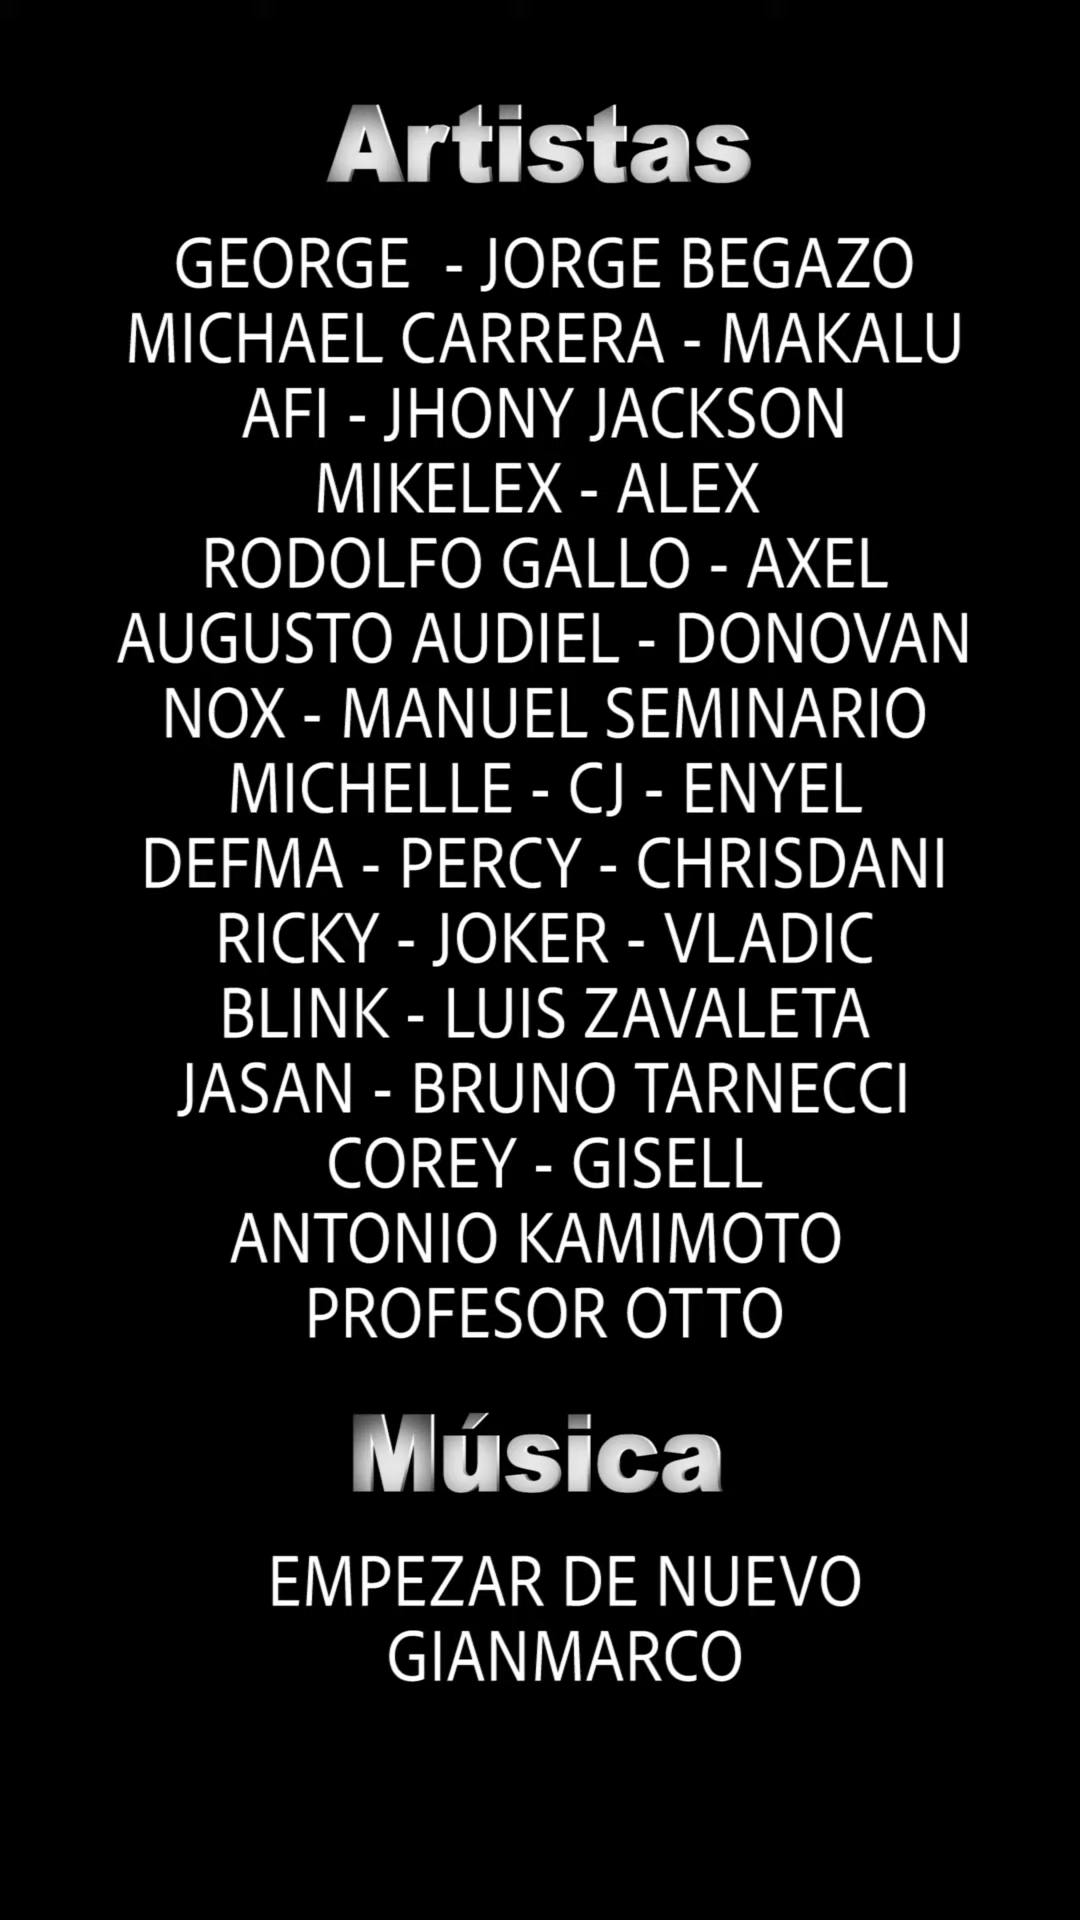 Artistas
GEORGE - JORGE BEGAZO
MICHAEL CARRERA - MAKALU
AFI - JHONY JACKSON
MIKELEX - ALEX
RODOLFO GALLO - AXEL
AUGUSTO AUDIEL - DONOVAN
NOX - MANUEL SEMINARIO
MICHELLE - CJ - ENYEL
DEFMA - PERCY - CHRISDANI
RICKY - JOKER - VLADIC
BLINK - LUIS ZAVALETA
JASAN - BRUNO TARNECCI
COREY - GISELL
ANTONIO KAMIMOTO
PROFESOR OTTO
Música
EMPEZAR DE NUEVO
GIANMARCO